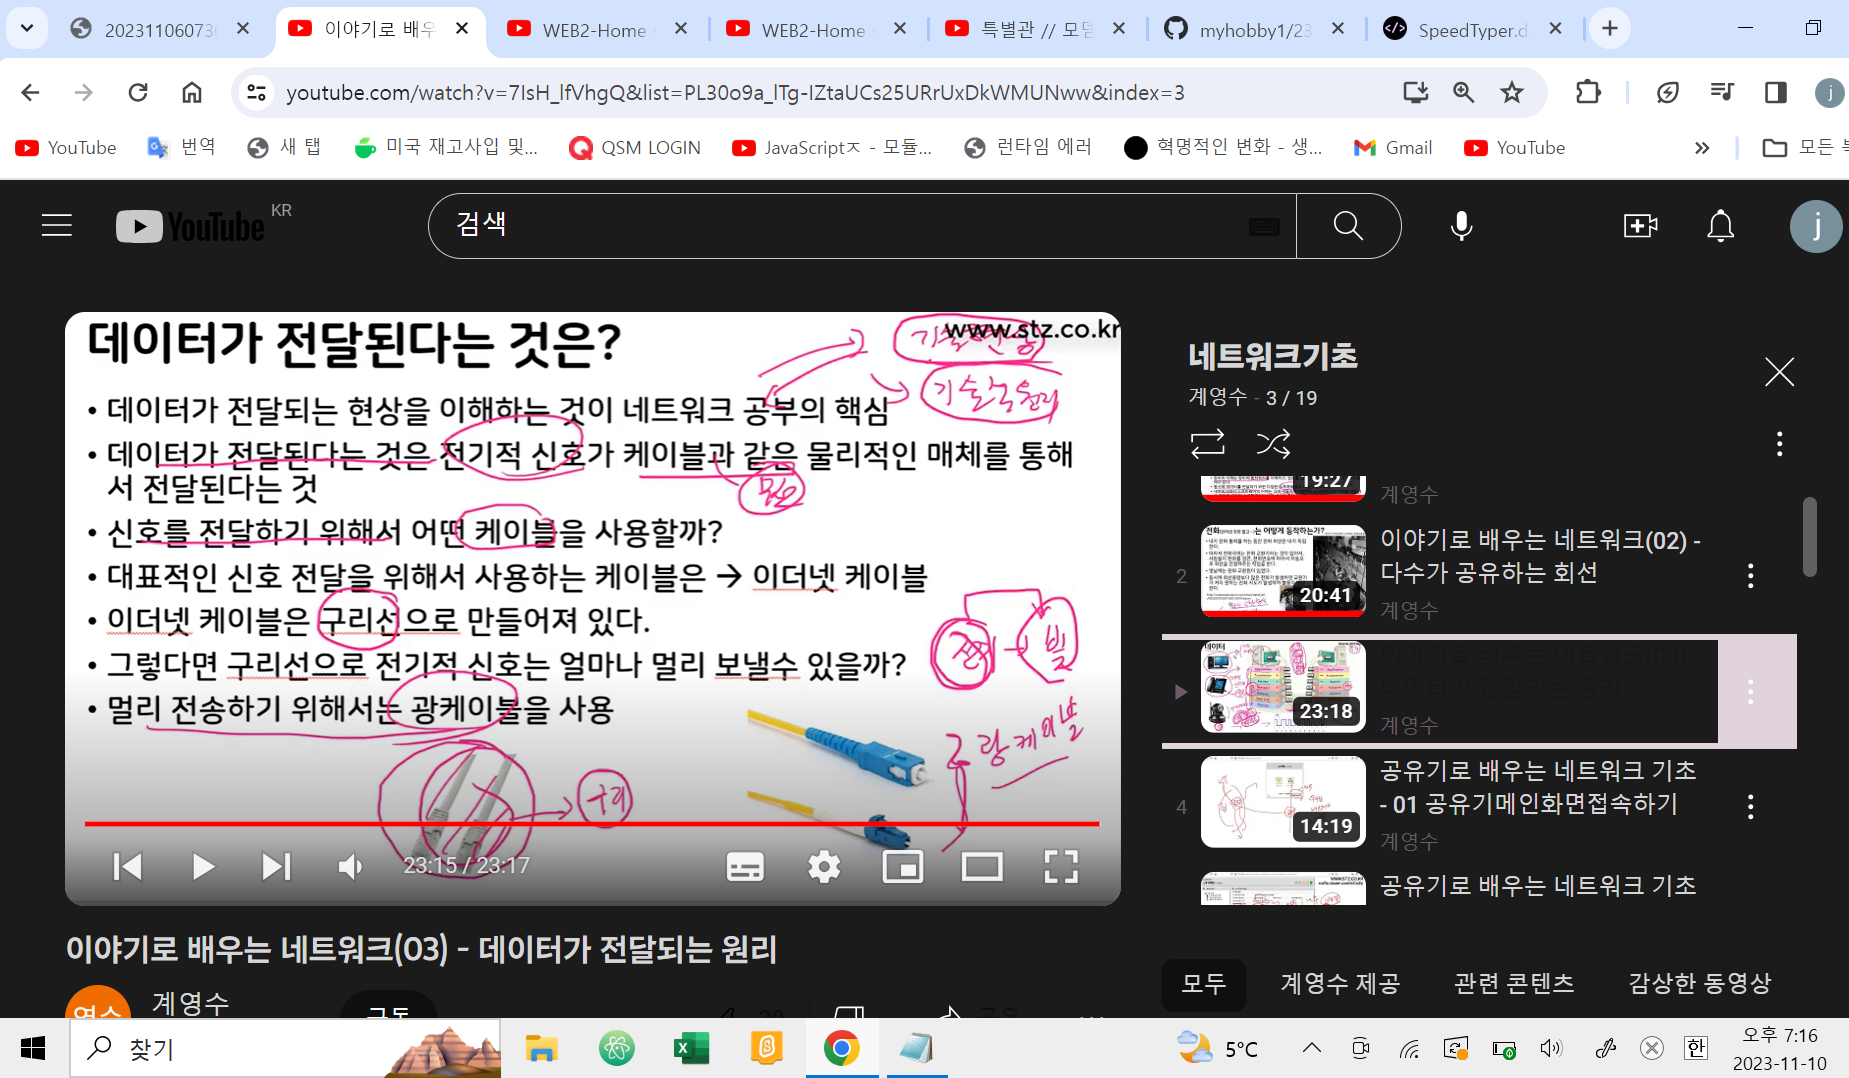 20231106073
이야기로 배우
WEB2-Home
WEB2-Home
특별관 // 모던
myhobby1/23
SpeedTyper.d
youtube.com/watch?v=7IsH_lfVhgQ&list=PL30o9a_lTg-IZtaUCs25URrUxDkWMUNww&index=3
j
YouTube
번역
새 탭
미국 재고사입 및...
QSM LOGIN
JavaScriptㅈ - 모듈...
런타임 에러
혁명적인 변화 - 생...
Gmail
YouTube
»
모든 북
YouTube KR
검색
j
데이터가 전달된다는 것은?
www.stz.co.kr
• 데이터가 전달되는 현상을 이해하는 것이 네트워크 공부의 핵심
• 데이터가 전달된다는 것은 전기적 신호가 케이블과 같은 물리적인 매체를 통해
서 전달된다는 것
• 신호를 전달하기 위해서 어떤 케이블을 사용할까?
• 대표적인 신호 전달을 위해서 사용하는 케이블은 → 이더넷 케이블
• 이더넷 케이블은 구리선으로 만들어져 있다.
• 그렇다면 구리선으로 전기적 신호는 얼마나 멀리 보낼수 있을까?
• 멀리 전송하기 위해서는 광케이블을 사용
빛
구리
광케이블
23:15 / 23:17
네트워크기초
계영수 - 3 / 19
19:27
계영수
2
전화는 어떻게 동작하는가?
20:41
이야기로 배우는 네트워크(02) -
다수가 공유하는 회선
계영수
데이터
23:18
이야기로 배우는 네트워크(03) -
데이터가 전달되는 원리
계영수
4
14:19
공유기로 배우는 네트워크 기초
- 01 공유기메인화면접속하기
계영수
공유기로 배우는 네트워크 기초
이야기로 배우는 네트워크(03) - 데이터가 전달되는 원리
영수
계영수
구독
모두
계영수 제공
관련 콘텐츠
감상한 동영상
찾기
5°C
한
오후 7:16
2023-11-10